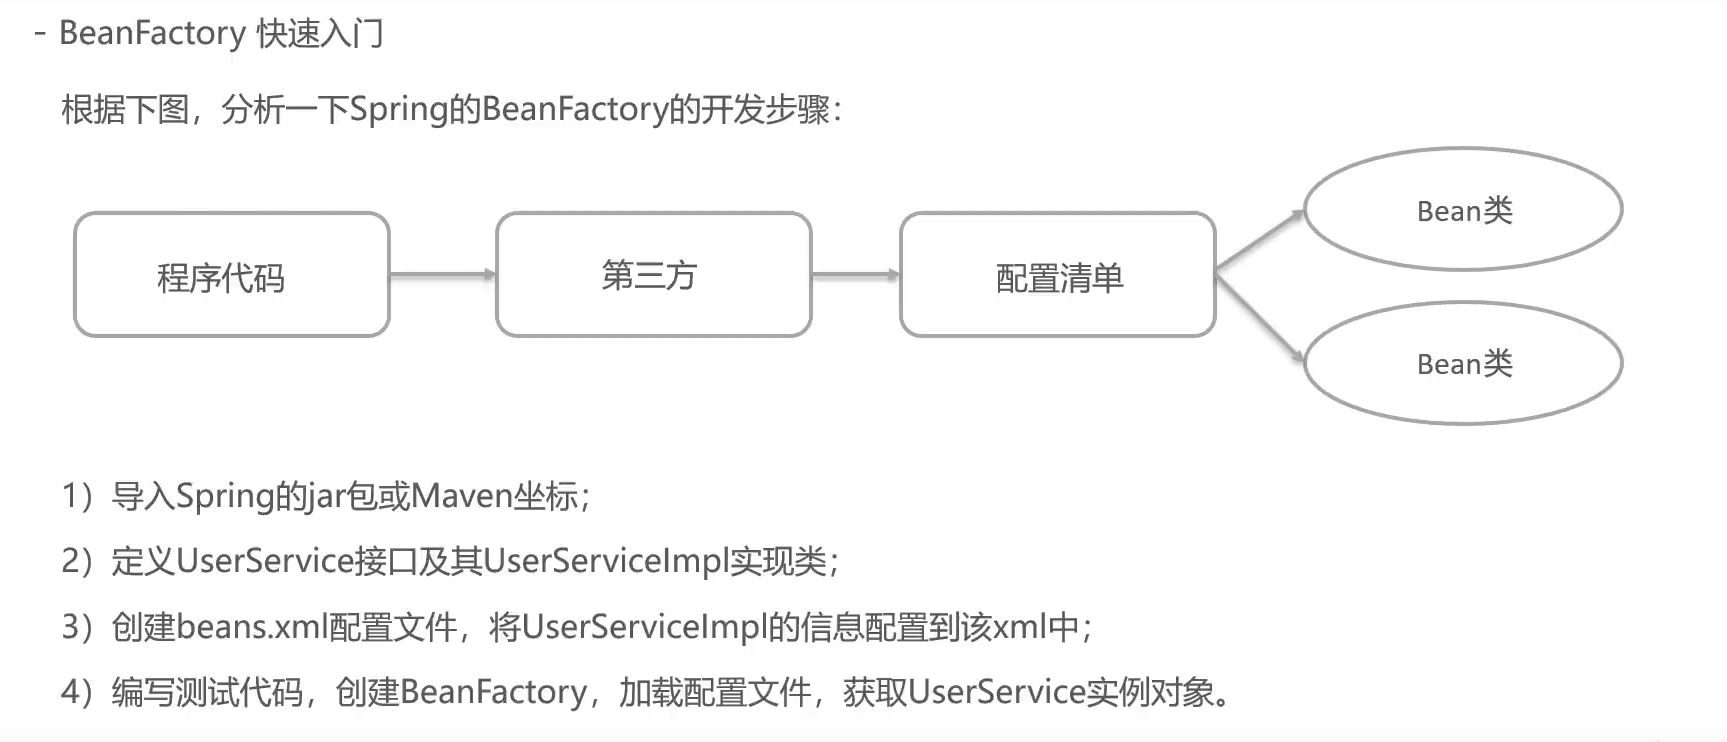 - BeanFactory 快速入门
根据下图，分析一下Spring的BeanFactory的开发步骤：
程序代码
第三方
配置清单
Bean类
Bean类
1）导入Spring的jar包或Maven坐标；
2）定义UserService接口及其UserServiceImpl实现类；
3）创建beans.xml配置文件，将UserServiceImpl的信息配置到该xml中；
4）编写测试代码，创建BeanFactory，加载配置文件，获取UserService实例对象。